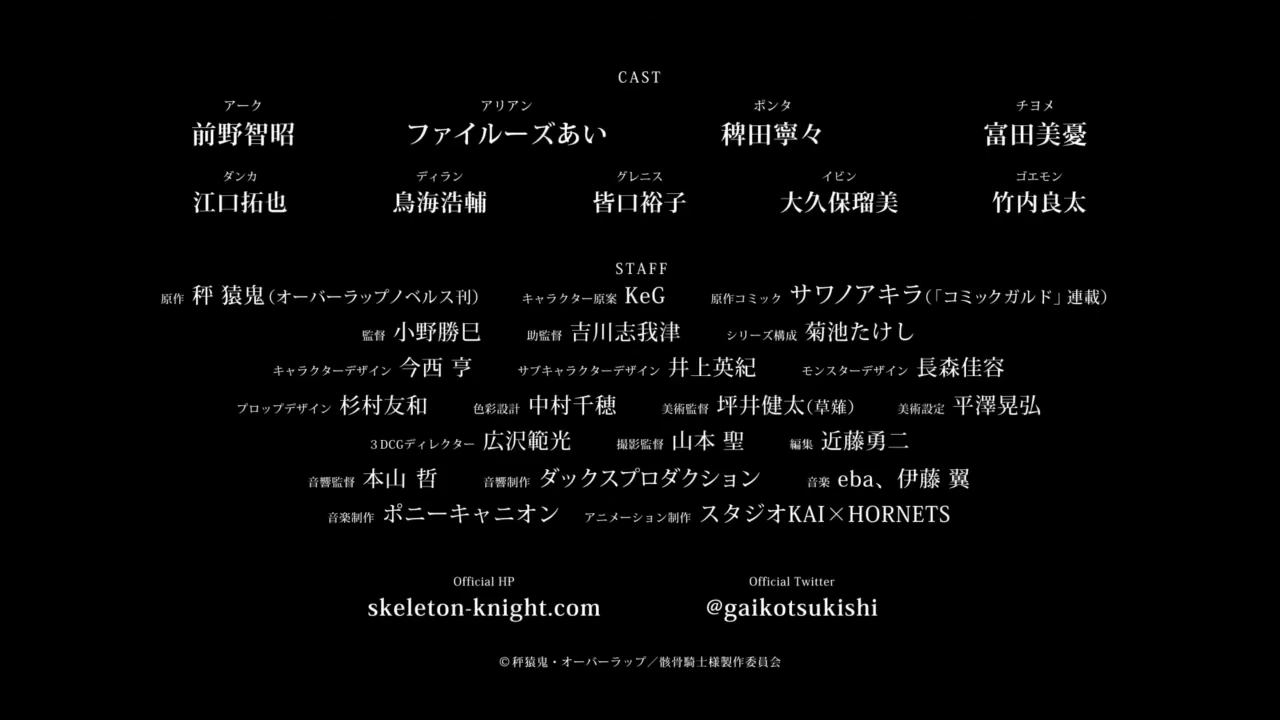 CAST
アーク アリアン ポンタ チヨメ
前野智昭 ファイルーズあい 稗田寧々 富田美憂
ダンカ ディラン グレニス イビン ゴエモン
江口拓也 鳥海浩輔 皆口裕子 大久保瑠美 竹内良太
STAFF
原作 秤 猿鬼（オーバーラップノベルス刊） キャラクター原案 KeG 原作コミック サワノアキラ（「コミックガルド」連載）
監督 小野勝巳 助監督 吉川志我津 シリーズ構成 菊池たけし
キャラクターデザイン 今西 亨 サブキャラクターデザイン 井上英紀 モンスターデザイン 長森佳容
プロップデザイン 杉村友和 色彩設計 中村千穂 美術監督 坪井健太（草薙） 美術設定 平澤晃弘
３DCGディレクター 広沢範光 撮影監督 山本 聖 編集 近藤勇二
音響監督 本山 哲 音響制作 ダックスプロダクション 音楽 eba、伊藤 翼
音楽制作 ポニーキャニオン アニメーション制作 スタジオKAI×HORNETS
Official HP Official Twitter
skeleton-knight.com @gaikotsukishi
©秤猿鬼・オーバーラップ／骸骨騎士様製作委員会